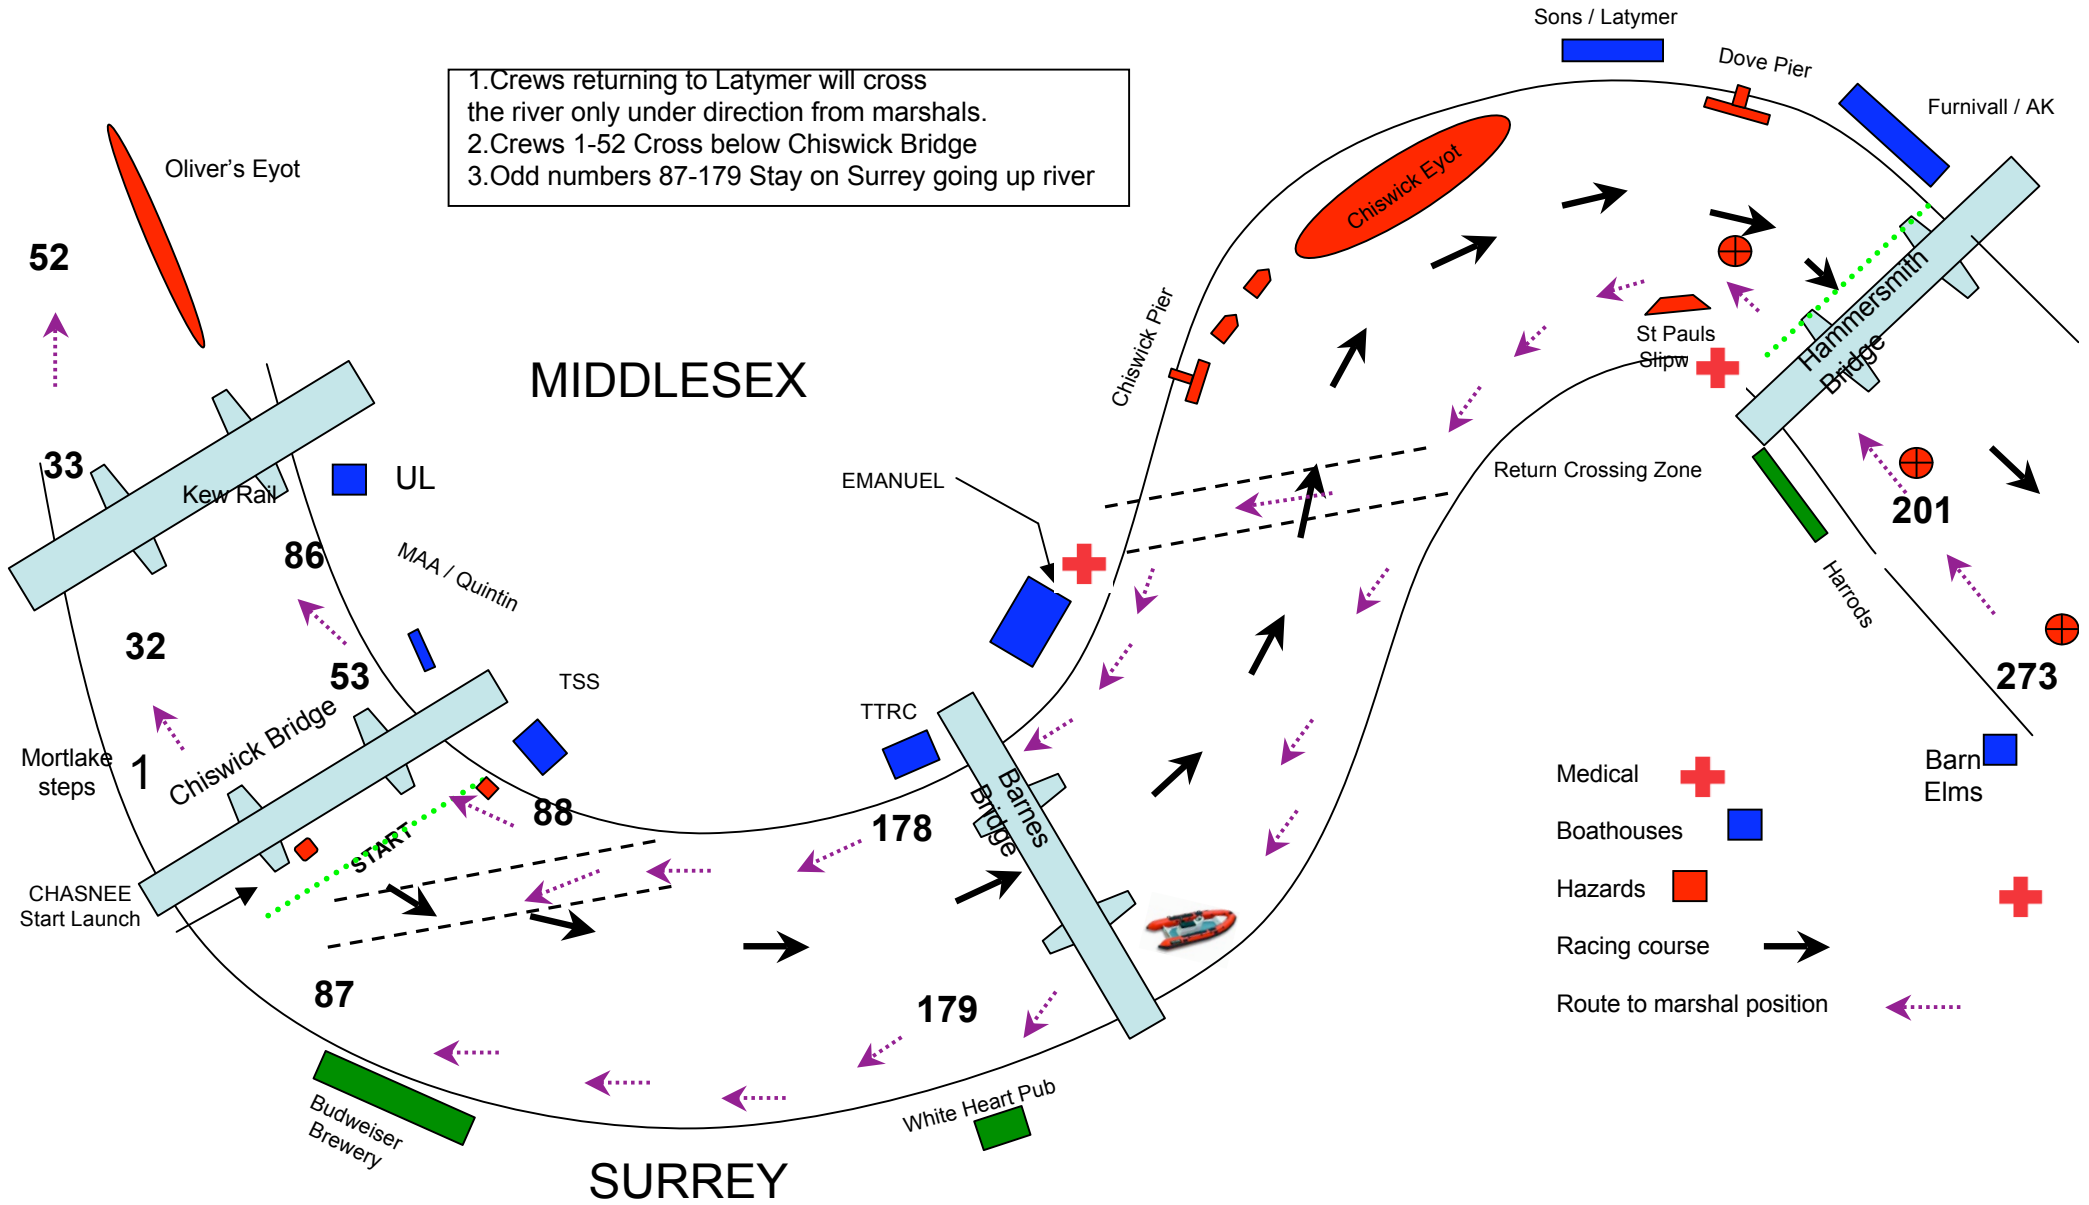 Sons / Latymer
Dove Pier
Furnivall / AK
1.Crews returning to Latymer will cross
the river only under direction from marshals.
2.Crews 1-52 Cross below Chiswick Bridge
3.Odd numbers 87-179 Stay on Surrey going up river
Oliver's Eyot
Chiswick Eyot
52
Hammersmith
Bridge
St Pauls
Slipw
Chiswick Pier
MIDDLESEX
33
Kew Rail
UL
EMANUEL
Return Crossing Zone
201
86
MAA / Quintin
Harrods
32
53
TSS
273
TTRC
Chiswick Bridge
Mortlake
steps
1
Barn
Elms
Medical
88
178
Barnes
Bridge
Boathouses
START
CHASNEE
Start Launch
Hazards
Racing course
87
179
Route to marshal position
Budweiser
Brewery
White Heart Pub
SURREY